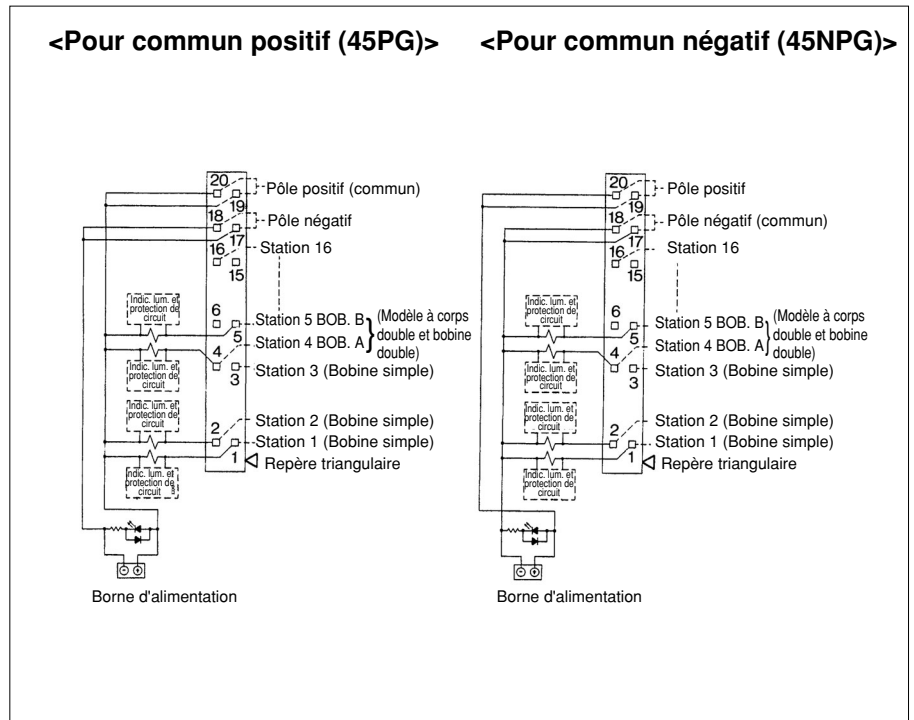 <Pour commun positif (45PG)>
20
Pôle positif (commun)
19
18
Pôle négatif
17
16
Station 16
15
Indic. lum. et
protection de
circuit
6
Station 5 BOB. B
5
(Modèle à corps
double et bobine
double)
Station 4 BOB. A
4
Indic. lum. et
protection de
circuit
Station 3 (Bobine simple)
3
Indic. lum. et
protection de
circuit
Station 2 (Bobine simple)
2
Station 1 (Bobine simple)
1
Repère triangulaire
Indic. lum. et
protection de
circuit
⊖ ⊕
Borne d'alimentation
<Pour commun négatif (45NPG)>
20
Pôle positif
19
18
Pôle négatif (commun)
17
16
Station 16
15
Indic. lum. et
protection de
circuit
6
Station 5 BOB. B
5
(Modèle à corps
double et bobine
double)
Station 4 BOB. A
4
Indic. lum. et
protection de
circuit
Station 3 (Bobine simple)
3
Indic. lum. et
protection de
circuit
Station 2 (Bobine simple)
2
Station 1 (Bobine simple)
1
Repère triangulaire
Indic. lum. et
protection de
circuit
⊖ ⊕
Borne d'alimentation